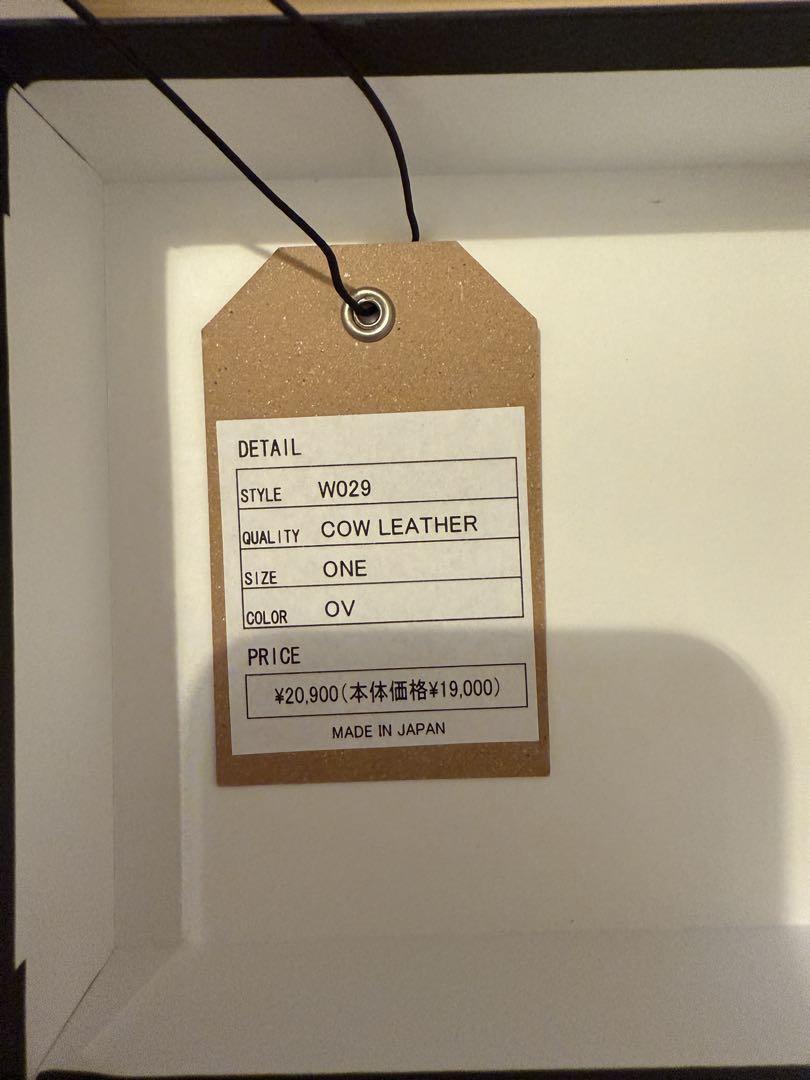 DETAIL
STYLE W029
QUALITY COW LEATHER
SIZE ONE
COLOR OV
PRICE
¥20,900(本体価格¥19,000)
MADE IN JAPAN